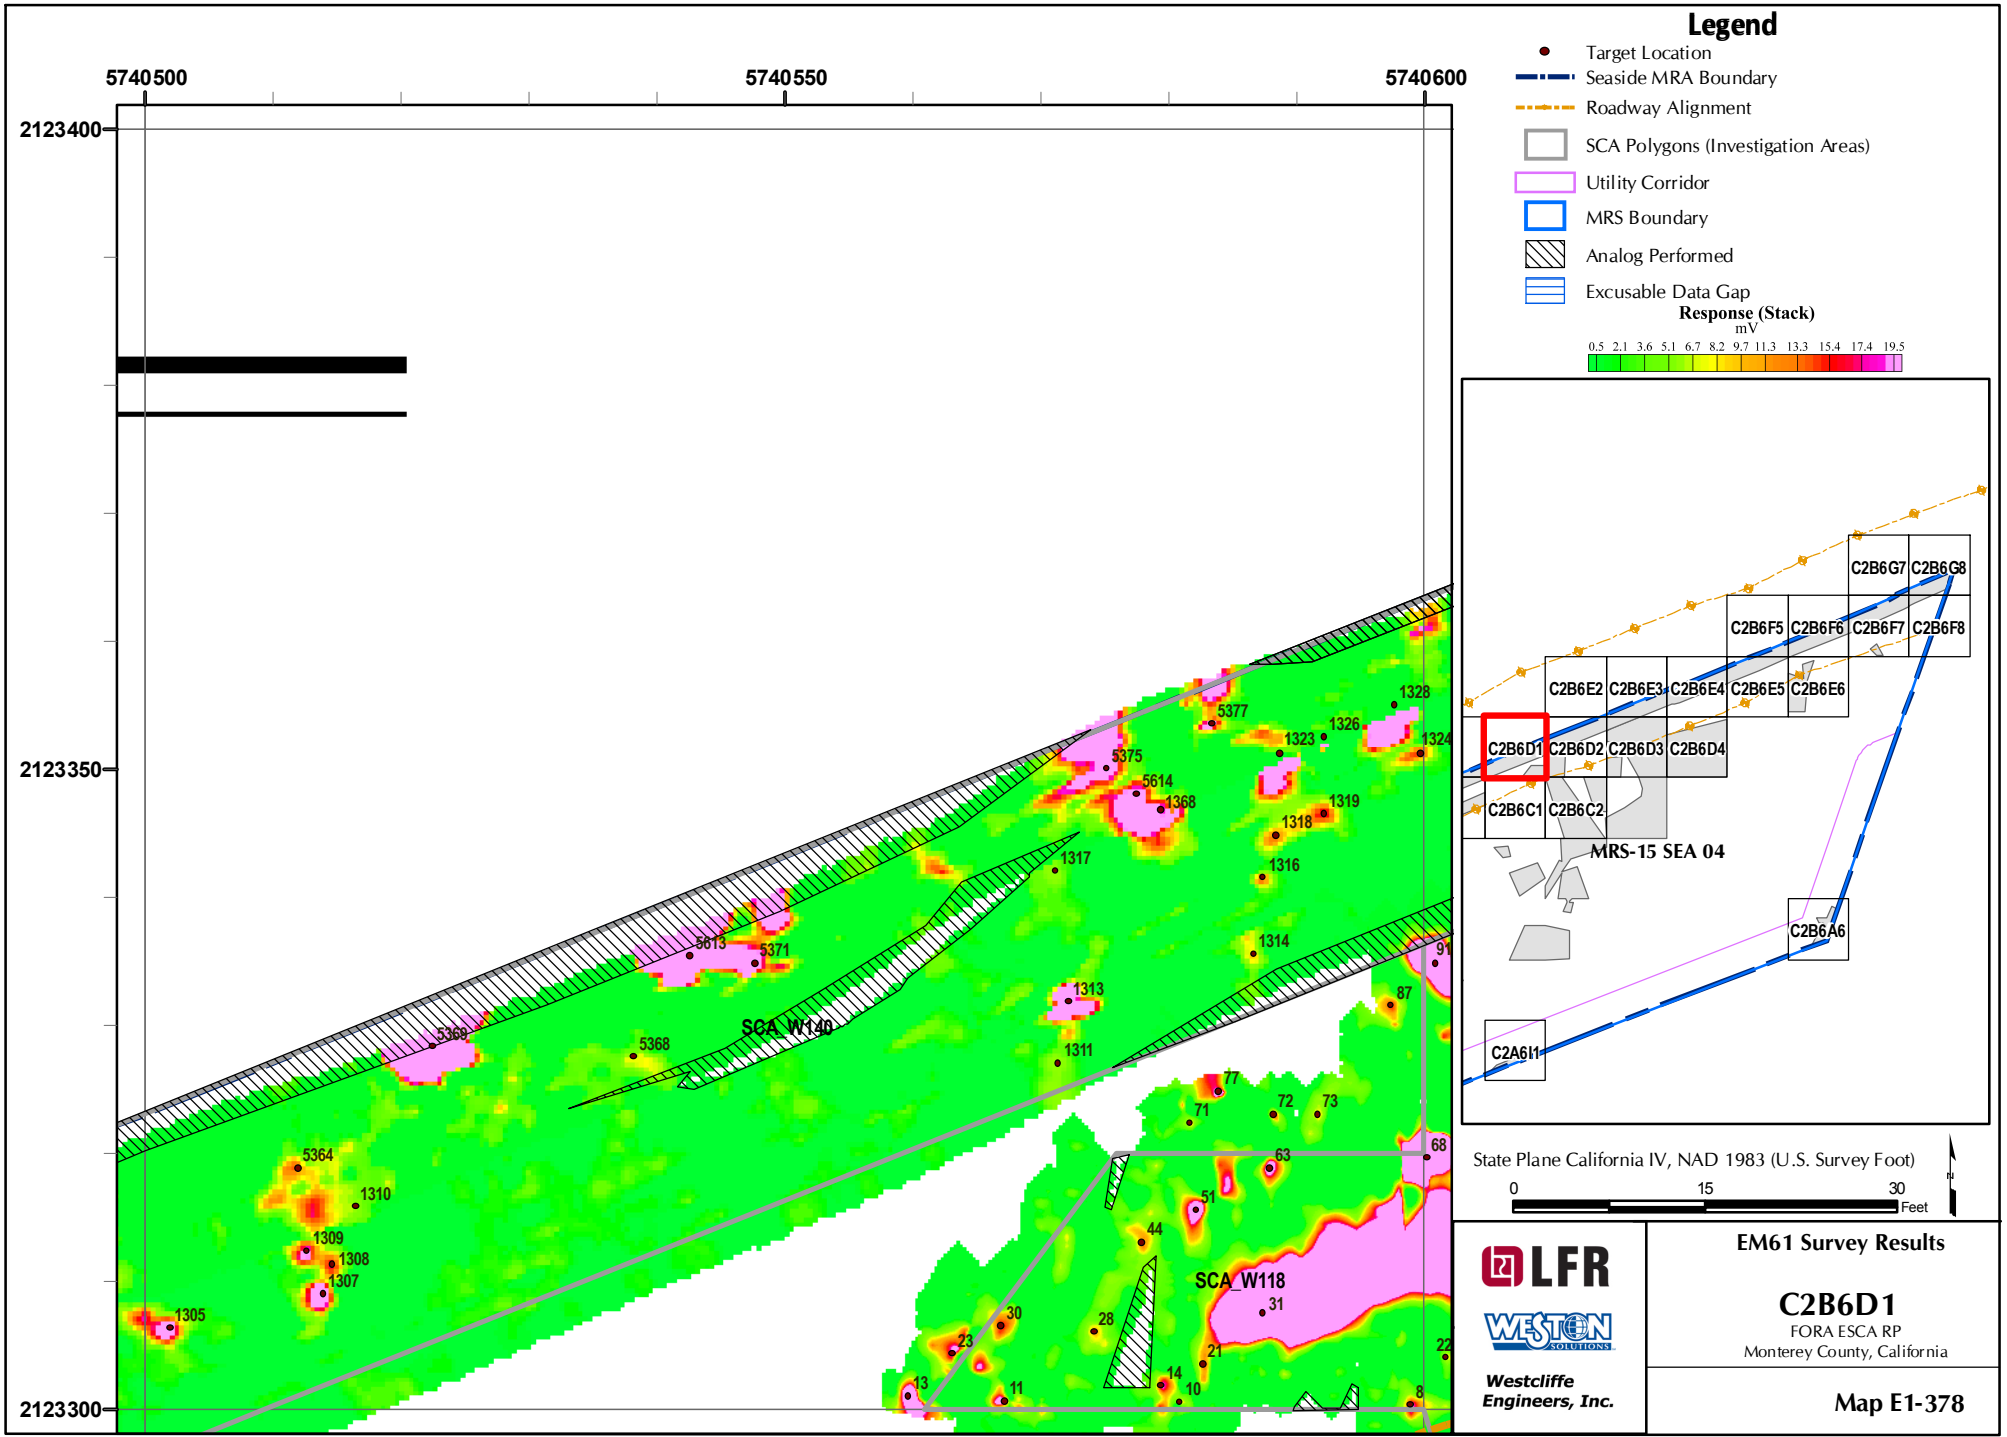 Legend
Target Location
Seaside MRA Boundary
Roadway Alignment
SCA Polygons (Investigation Areas)
Utility Corridor
MRS Boundary
Analog Performed
Excusable Data Gap
Response (Stack)
mV
0.5 2.1 3.6 5.1 6.7 8.2 9.7 11.3 13.3 15.4 17.4 19.5
5740500 5740550 5740600
2123400
2123350
2123300
1328
5377
1326
1323
1324
5375
5614
1368
1319
1318
1317
1316
5613
5371
1314
91
1313
87
SCA_W140
5369
5368
1311
77
71
72
73
5364
63
68
1310
51
1309
44
1308
1307
SCA_W118
31
1305
30
28
23
21
22
13
11
14
10
8
C2B6G7 C2B6G8
C2B6F5 C2B6F6 C2B6F7 C2B6F8
C2B6E2 C2B6E3 C2B6E4 C2B6E5 C2B6E6
C2B6D1 C2B6D2 C2B6D3 C2B6D4
C2B6C1 C2B6C2
MRS-15 SEA 04
C2B6A6
C2A6I1
State Plane California IV, NAD 1983 (U.S. Survey Foot)
N
0 15 30
Feet
LFR
WESTON
SOLUTIONS
Westcliffe
Engineers, Inc.
EM61 Survey Results
C2B6D1
FORA ESCA RP
Monterey County, California
Map E1-378